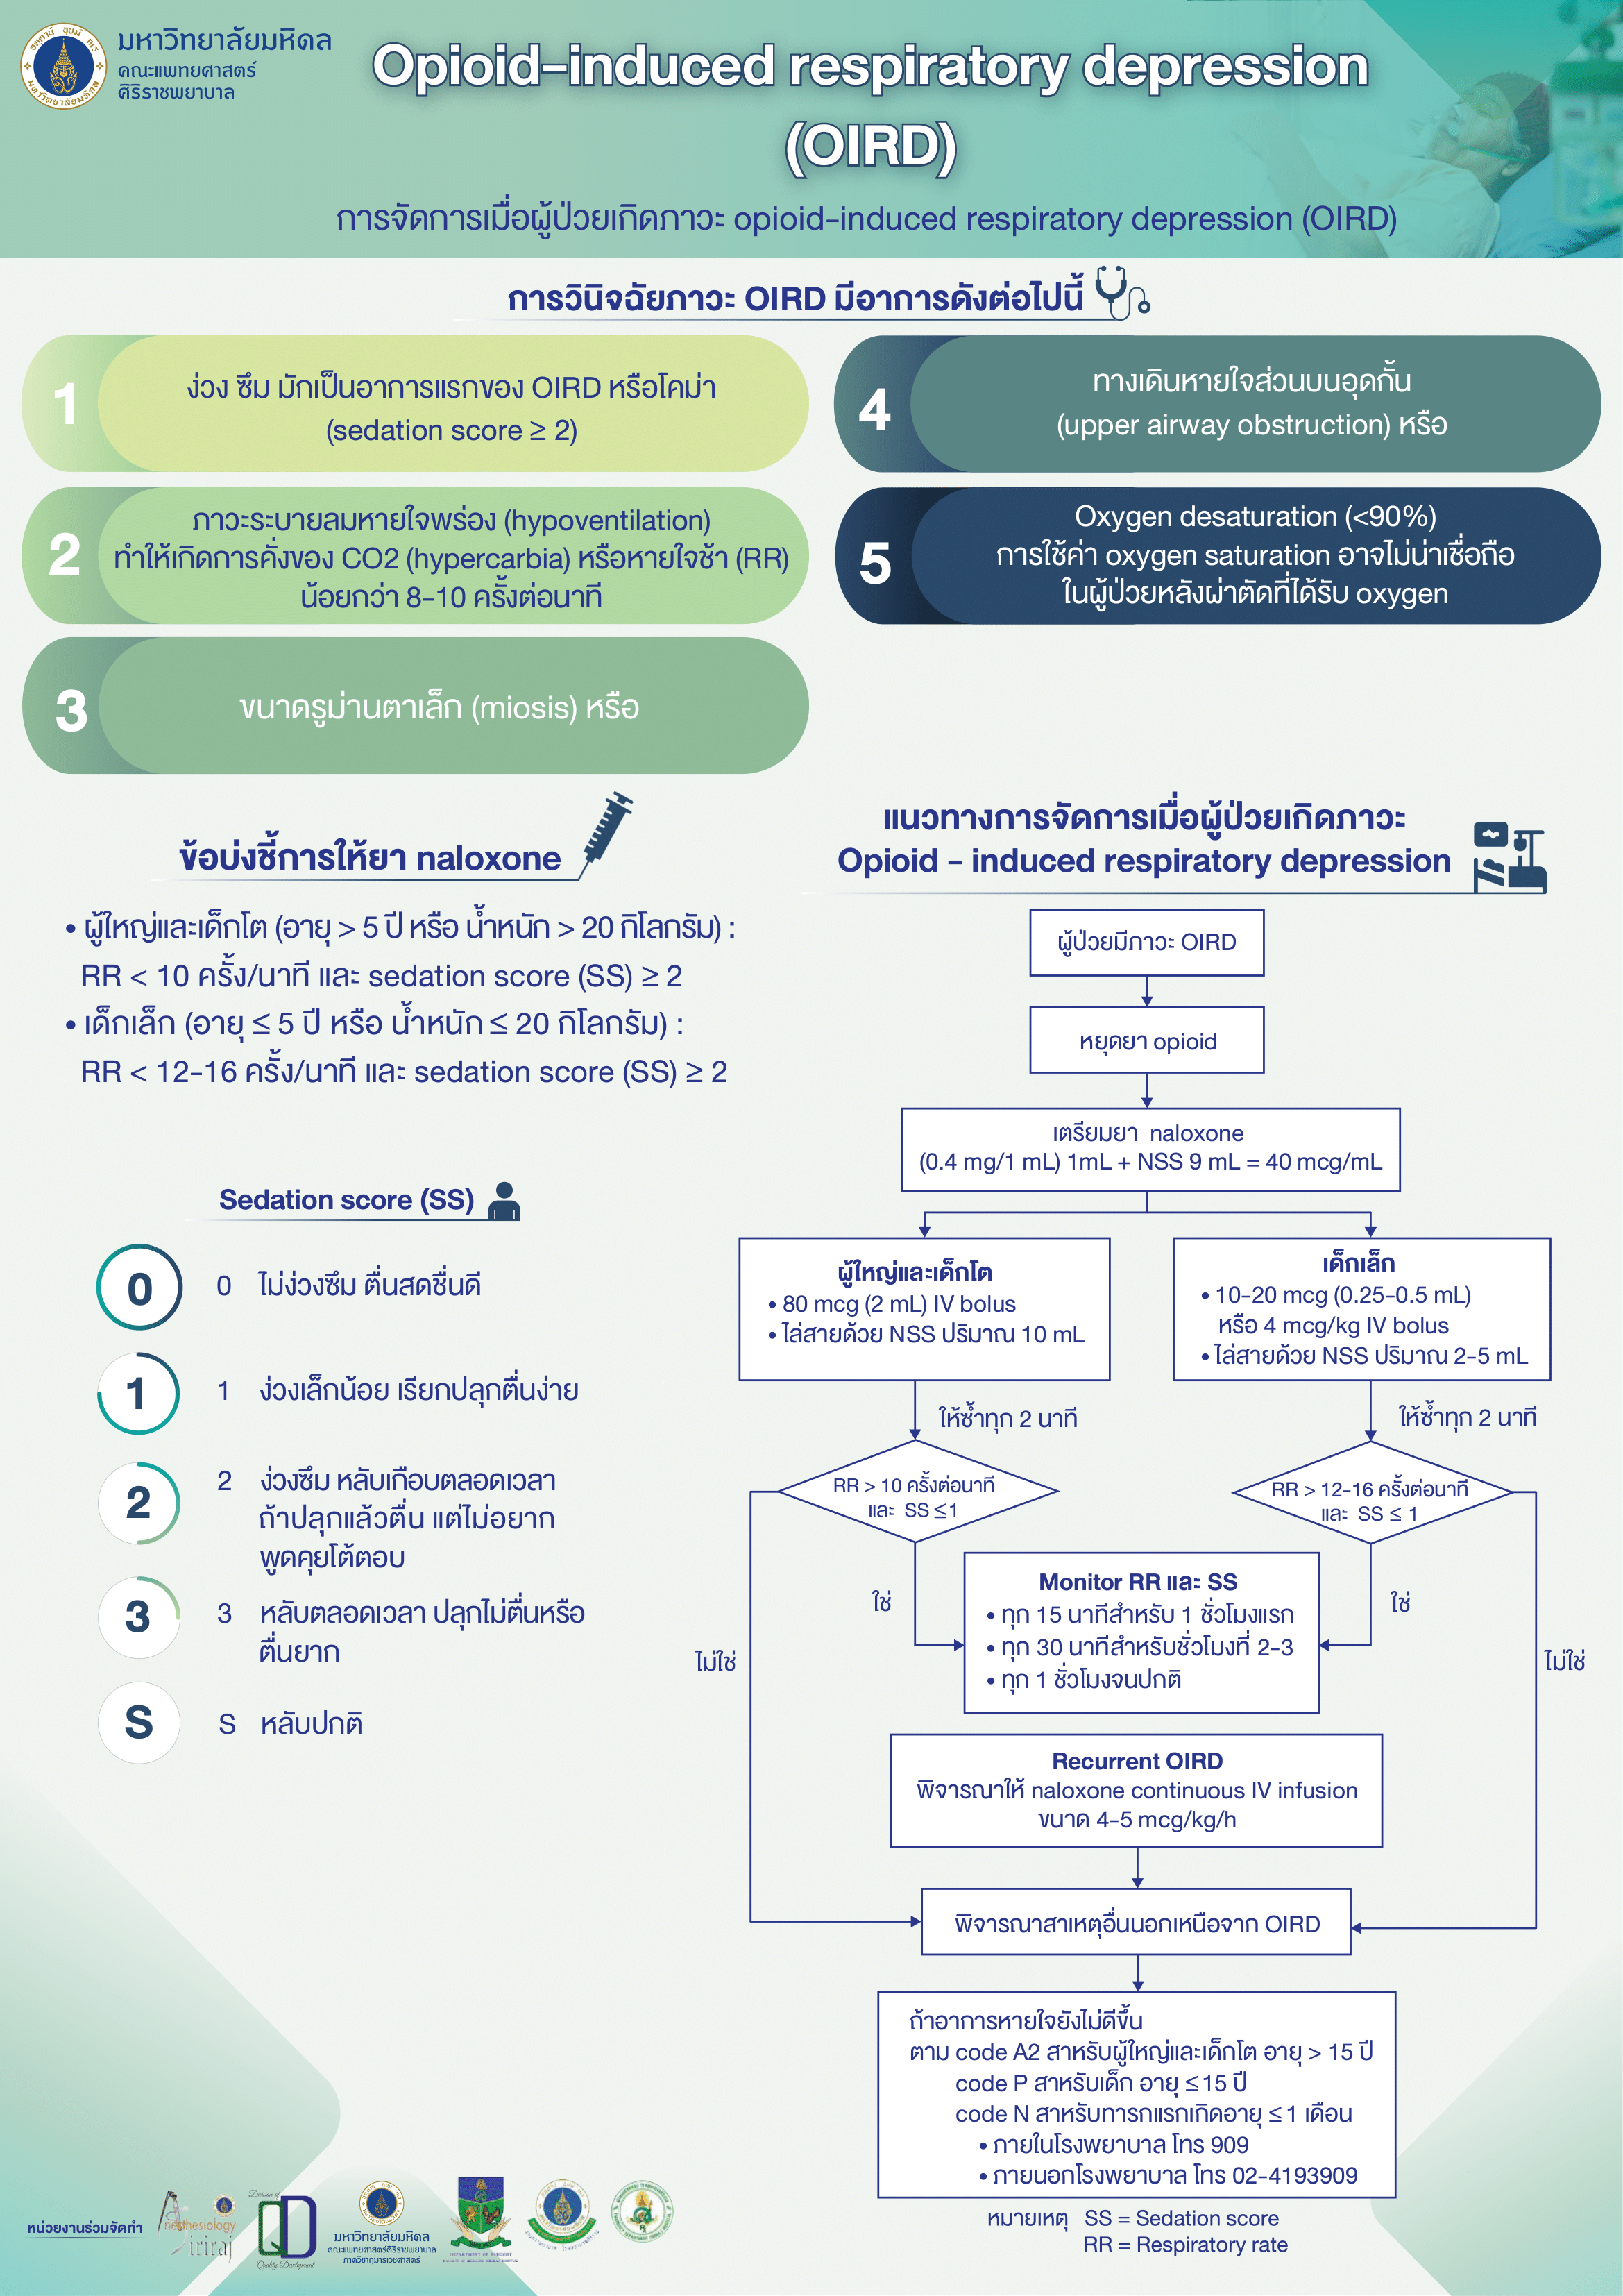 มหาวิทยาลัยมหิดล
คณะแพทยศาสตร์
ศิริราชพยาบาล
Opioid-induced respiratory depression
(OIRD)
การจัดการเมื่อผู้ป่วยเกิดภาวะ opioid-induced respiratory depression (OIRD)
การวินิจฉัยภาวะ OIRD มีอาการดังต่อไปนี้
1
ง่วง ซึม มักเป็นอาการแรกของ OIRD หรือโคม่า
(sedation score ≥ 2)
2
ภาวะระบายลมหายใจพร่อง (hypoventilation)
ทำให้เกิดการคั่งของ CO2 (hypercarbia) หรือหายใจช้า (RR)
น้อยกว่า 8-10 ครั้งต่อนาที
3
ขนาดรูม่านตาเล็ก (miosis) หรือ
4
ทางเดินหายใจส่วนบนอุดกั้น
(upper airway obstruction) หรือ
5
Oxygen desaturation (<90%)
การใช้ค่า oxygen saturation อาจไม่น่าเชื่อถือ
ในผู้ป่วยหลังผ่าตัดที่ได้รับ oxygen
ข้อบ่งชี้การให้ยา naloxone
• ผู้ใหญ่และเด็กโต (อายุ > 5 ปี หรือ น้ำหนัก > 20 กิโลกรัม) :
RR < 10 ครั้ง/นาที และ sedation score (SS) ≥ 2
• เด็กเล็ก (อายุ ≤ 5 ปี หรือ น้ำหนัก ≤ 20 กิโลกรัม) :
RR < 12-16 ครั้ง/นาที และ sedation score (SS) ≥ 2
Sedation score (SS)
0
0 ไม่ง่วงซึม ตื่นสดชื่นดี
1
1 ง่วงเล็กน้อย เรียกปลุกตื่นง่าย
2
2 ง่วงซึม หลับเกือบตลอดเวลา
ถ้าปลุกแล้วตื่น แต่ไม่อยาก
พูดคุยโต้ตอบ
3
3 หลับตลอดเวลา ปลุกไม่ตื่นหรือ
ตื่นยาก
S
S หลับปกติ
แนวทางการจัดการเมื่อผู้ป่วยเกิดภาวะ
Opioid - induced respiratory depression
ผู้ป่วยมีภาวะ OIRD
หยุดยา opioid
เตรียมยา naloxone
(0.4 mg/1 mL) 1mL + NSS 9 mL = 40 mcg/mL
ผู้ใหญ่และเด็กโต
• 80 mcg (2 mL) IV bolus
• ไล่สายด้วย NSS ปริมาณ 10 mL
เด็กเล็ก
• 10-20 mcg (0.25-0.5 mL)
หรือ 4 mcg/kg IV bolus
• ไล่สายด้วย NSS ปริมาณ 2-5 mL
ให้ซ้ำทุก 2 นาที
ให้ซ้ำทุก 2 นาที
RR > 10 ครั้งต่อนาที
และ SS ≤1
RR > 12-16 ครั้งต่อนาที
และ SS ≤ 1
ใช่
ใช่
ไม่ใช่
ไม่ใช่
Monitor RR และ SS
• ทุก 15 นาทีสำหรับ 1 ชั่วโมงแรก
• ทุก 30 นาทีสำหรับชั่วโมงที่ 2-3
• ทุก 1 ชั่วโมงจนปกติ
Recurrent OIRD
พิจารณาให้ naloxone continuous IV infusion
ขนาด 4-5 mcg/kg/h
พิจารณาสาเหตุอื่นนอกเหนือจาก OIRD
ถ้าอาการหายใจยังไม่ดีขึ้น
ตาม code A2 สาหรับผู้ใหญ่และเด็กโต อายุ > 15 ปี
code P สาหรับเด็ก อายุ ≤15 ปี
code N สาหรับทารกแรกเกิดอายุ ≤1 เดือน
• ภายในโรงพยาบาล โทร 909
• ภายนอกโรงพยาบาล โทร 02-4193909
หมายเหตุ SS = Sedation score
RR = Respiratory rate
หน่วยงานร่วมจัดทำ
Anesthesiology
Siriraj
Division of
QD
Quality Development
มหาวิทยาลัยมหิดล
คณะแพทยศาสตร์ศิริราชพยาบาล
ภาควิชากุมารเวชศาสตร์
DEPARTMENT OF SURGERY